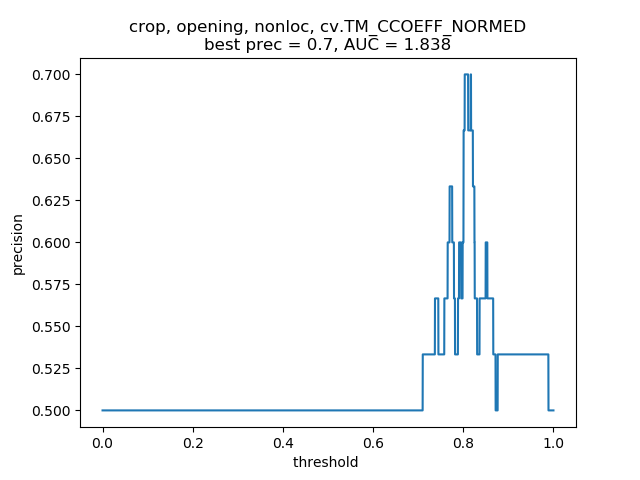 crop, opening, nonloc, cv.TM_CCOEFF_NORMED
best prec = 0.7, AUC = 1.838
0.700
0.675
0.650
0.625
0.600
0.575
0.550
0.525
0.500
precision
0.0 0.2 0.4 0.6 0.8 1.0
threshold